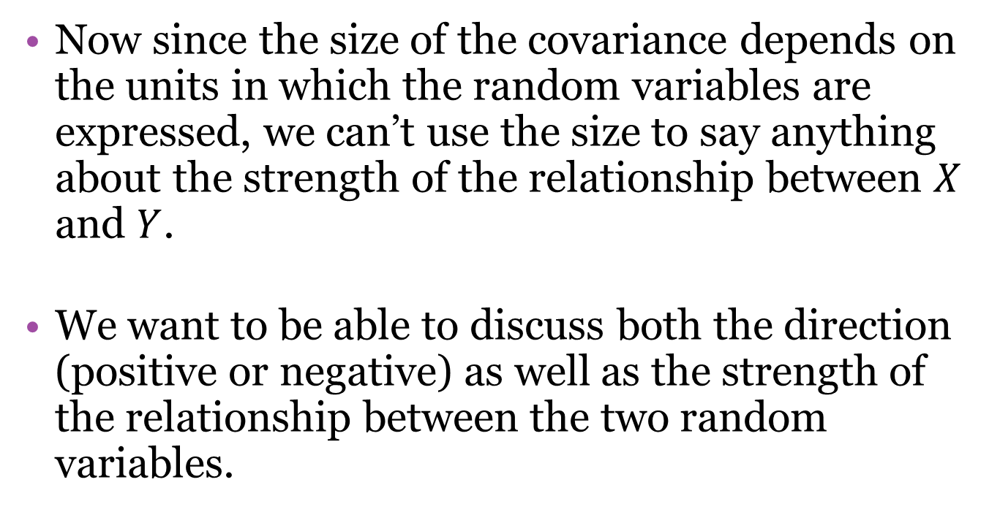 • Now since the size of the covariance depends on
the units in which the random variables are
expressed, we can’t use the size to say anything
about the strength of the relationship between X
and Y.
• We want to be able to discuss both the direction
(positive or negative) as well as the strength of
the relationship between the two random
variables.